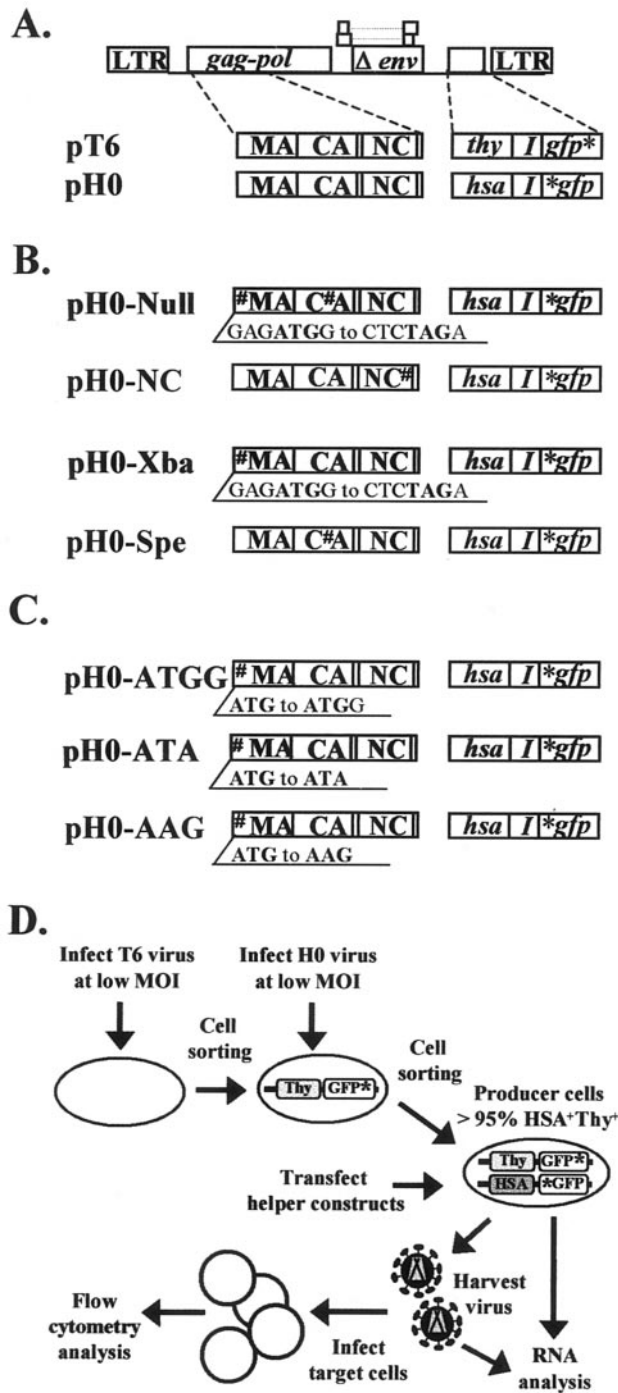 A.
LTR gag-pol Δ env LTR
pT6 MA CA NC thy I gfp*
pH0 MA CA NC hsa I *gfp
B.
pH0-Null #MA C#A NC hsa I *gfp
GAGATGG to CTCTAGA
pH0-NC MA CA NC# hsa I *gfp
pH0-Xba #MA CA NC hsa I *gfp
GAGATGG to CTCTAGA
pH0-Spe MA C#A NC hsa I *gfp
C.
pH0-ATGG # MA CA NC hsa I *gfp
ATG to ATGG
pH0-ATA # MA CA NC hsa I *gfp
ATG to ATA
pH0-AAG # MA CA NC hsa I *gfp
ATG to AAG
D.
Infect T6 virus
at low MOI
Infect H0 virus
at low MOI
Cell
sorting
Thy GFP*
Cell
sorting
Producer cells
> 95% HSA+Thy+
Thy GFP*
HSA *GFP
Transfect
helper constructs
Harvest
virus
Flow
cytometry
analysis
Infect
target cells
RNA
analysis